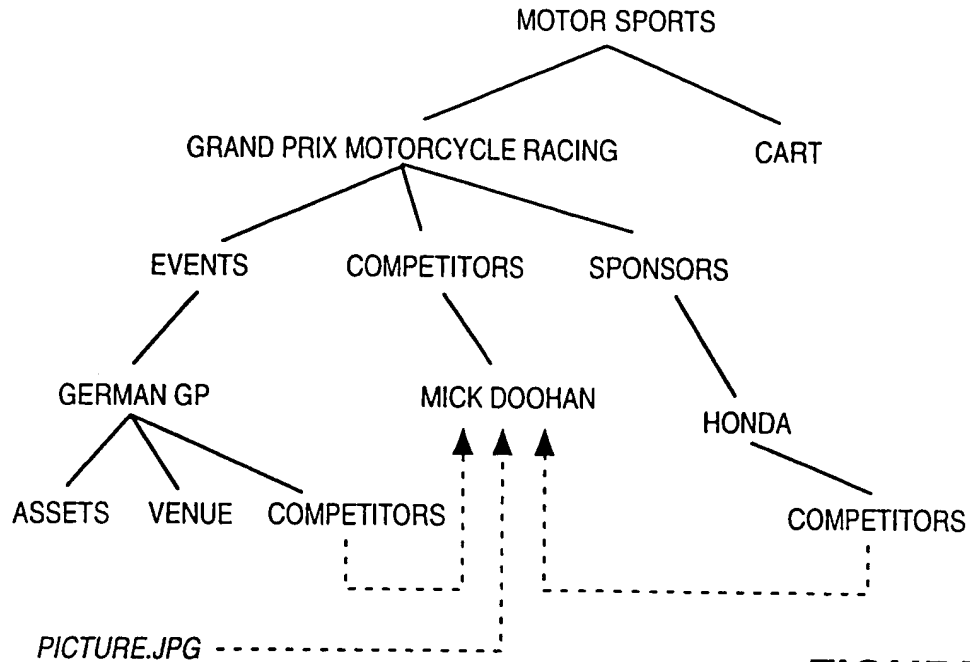 MOTOR SPORTS
GRAND PRIX MOTORCYCLE RACING
CART
EVENTS
COMPETITORS
SPONSORS
GERMAN GP
MICK DOOHAN
HONDA
ASSETS
VENUE
COMPETITORS
COMPETITORS
PICTURE.JPG